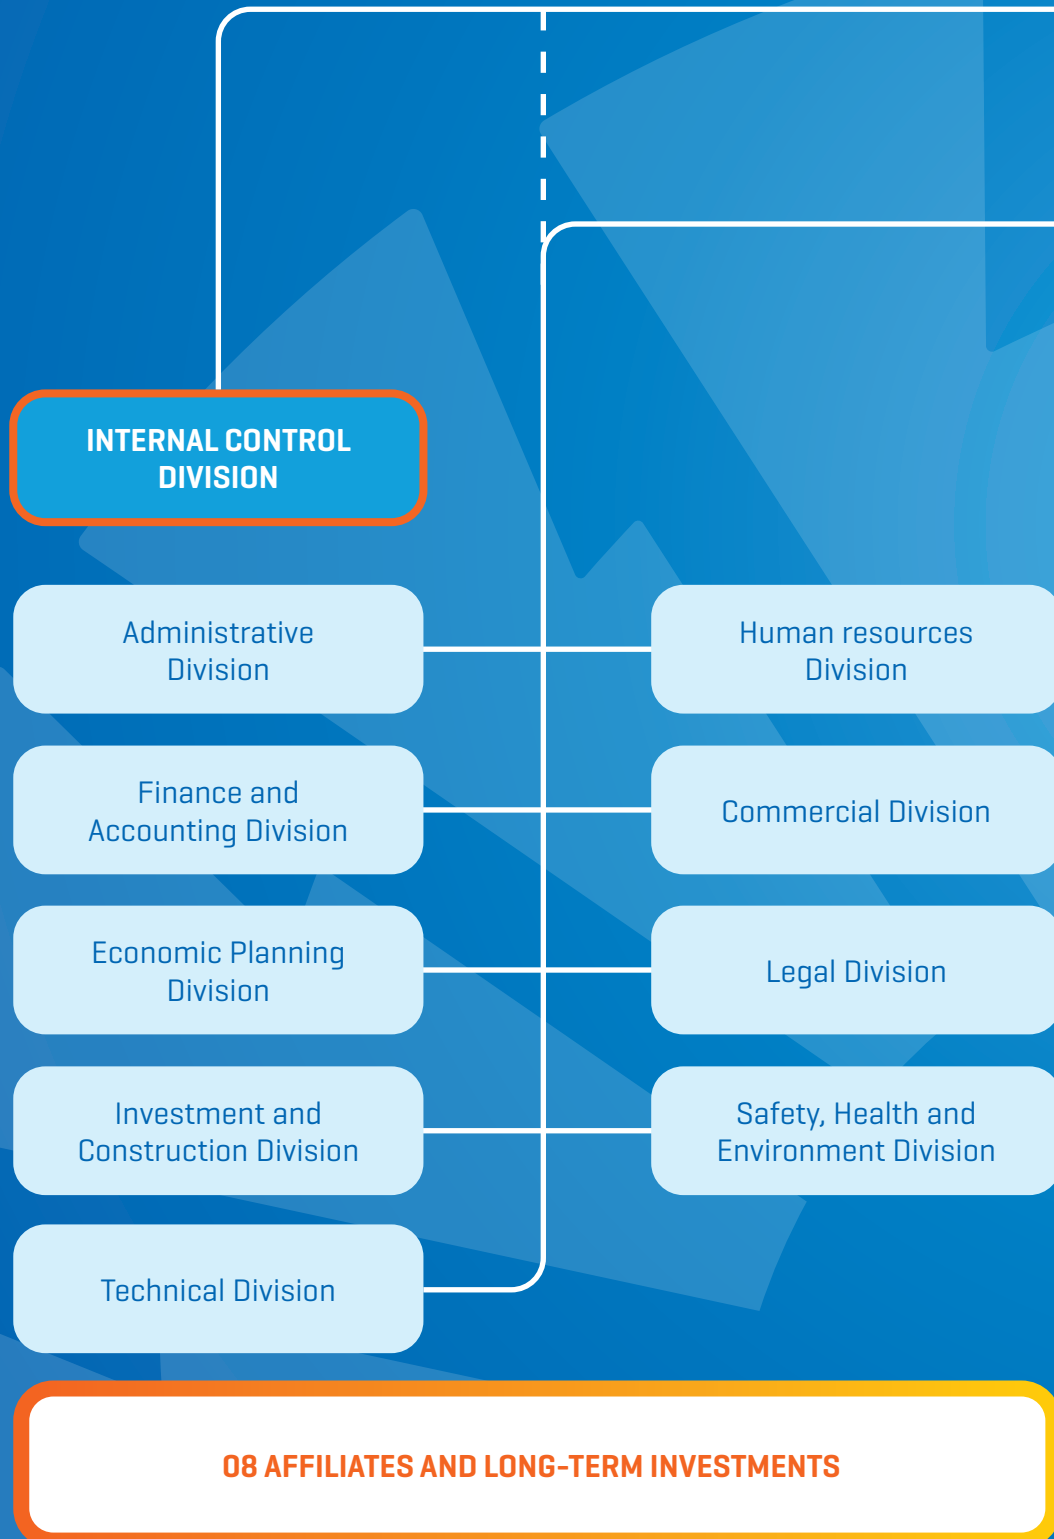 INTERNAL CONTROL
DIVISION
Administrative
Division
Human resources
Division
Finance and
Accounting Division
Commercial Division
Economic Planning
Division
Legal Division
Investment and
Construction Division
Safety, Health and
Environment Division
Technical Division
08 AFFILIATES AND LONG-TERM INVESTMENTS